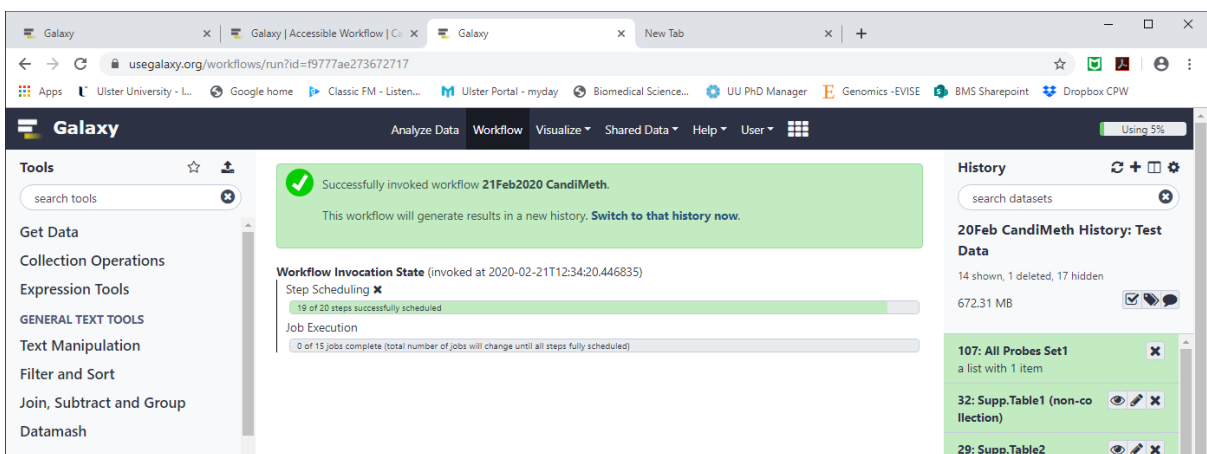 Galaxy
Galaxy | Accessible Workflow | Ca
Galaxy
New Tab
usegalaxy.org/workflows/run?id=f9777ae273672717
Apps Ulster University - I... Google home Classic FM - Listen... Ulster Portal - myday Biomedical Science... UU PhD Manager Genomics -EVISE BMS Sharepoint Dropbox CPW
Galaxy
Analyze Data Workflow Visualize Shared Data Help User
Using 5%
Tools
search tools
Get Data
Collection Operations
Expression Tools
GENERAL TEXT TOOLS
Text Manipulation
Filter and Sort
Join, Subtract and Group
Datamash
Successfully invoked workflow 21Feb2020 CandiMeth.
This workflow will generate results in a new history. Switch to that history now.
Workflow Invocation State (invoked at 2020-02-21T12:34:20.446835)
Step Scheduling
19 of 20 steps successfully scheduled
Job Execution
0 of 15 jobs complete (total number of jobs will change until all steps fully scheduled)
History
search datasets
20Feb CandiMeth History: Test
Data
14 shown, 1 deleted, 17 hidden
672.31 MB
107: All Probes Set1
a list with 1 item
32: Supp.Table1 (non-co
llection)
29: Supp.Table2